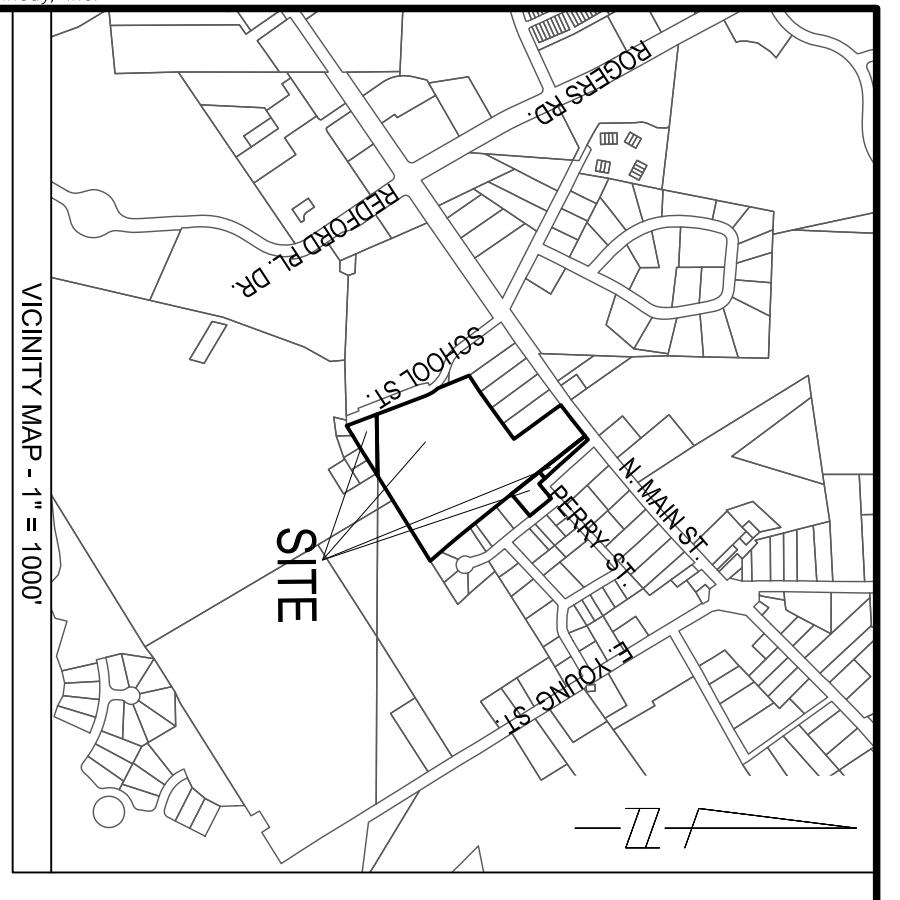 ROGERS RD.
REDFORD PL. DR.
SCHOOL ST.
N. MAIN ST.
PERRY ST.
E. YOUNG ST.
SITE
N
VICINITY MAP - 1" = 1000'